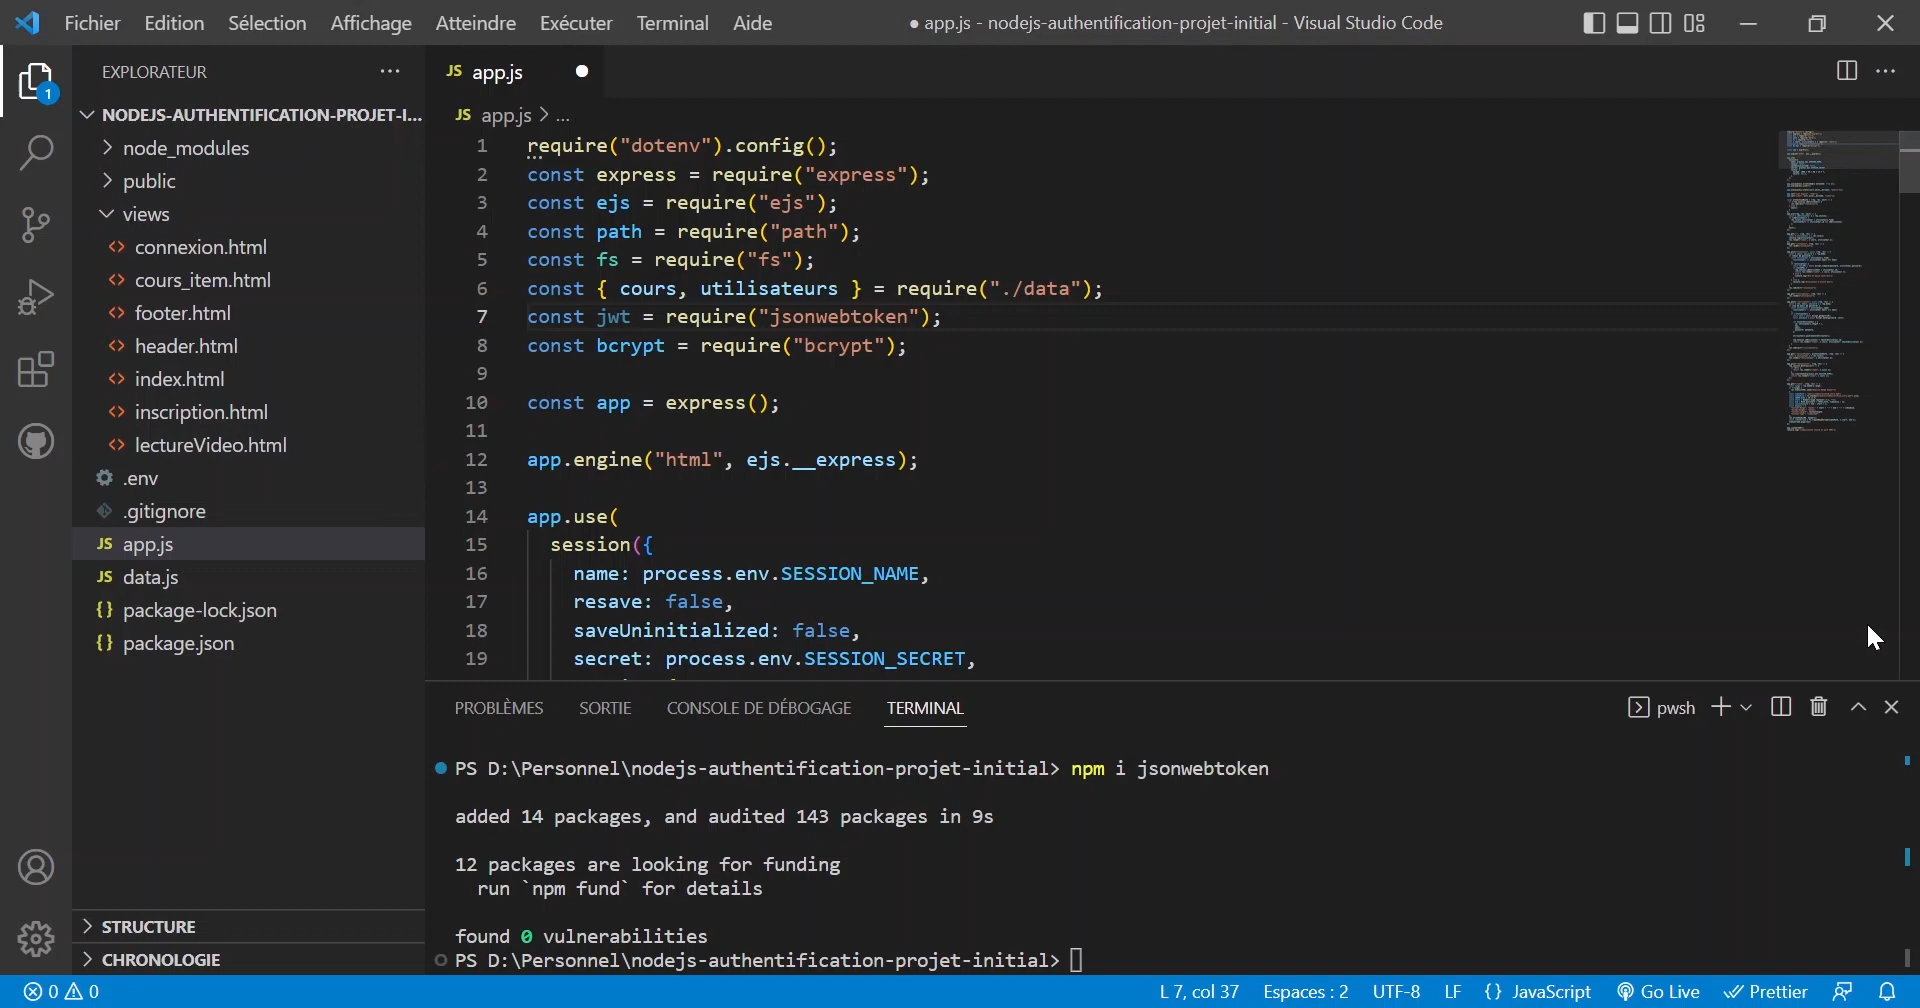 Fichier Edition Sélection Affichage Atteindre Exécuter Terminal Aide
● app.js - nodejs-authentification-projet-initial - Visual Studio Code
1
EXPLORATEUR
NODEJS-AUTHENTIFICATION-PROJET-I...
node_modules
public
views
<> connexion.html
<> cours_item.html
<> footer.html
<> header.html
<> index.html
<> inscription.html
<> lectureVideo.html
.env
.gitignore
JS app.js
JS data.js
{} package-lock.json
{} package.json
STRUCTURE
CHRONOLOGIE
JS app.js
JS app.js > ...
1 require("dotenv").config();
2 const express = require("express");
3 const ejs = require("ejs");
4 const path = require("path");
5 const fs = require("fs");
6 const { cours, utilisateurs } = require("./data");
7 const jwt = require("jsonwebtoken");
8 const bcrypt = require("bcrypt");
9
10 const app = express();
11
12 app.engine("html", ejs.__express);
13
14 app.use(
15 session({
16 name: process.env.SESSION_NAME,
17 resave: false,
18 saveUninitialized: false,
19 secret: process.env.SESSION_SECRET,
PROBLÈMES SORTIE CONSOLE DE DÉBOGAGE TERMINAL
pwsh
PS D:\Personnel\nodejs-authentification-projet-initial> npm i jsonwebtoken
added 14 packages, and audited 143 packages in 9s
12 packages are looking for funding
run `npm fund` for details
found 0 vulnerabilities
PS D:\Personnel\nodejs-authentification-projet-initial>
0 0
L 7, col 37 Espaces : 2 UTF-8 LF {} JavaScript Go Live Prettier